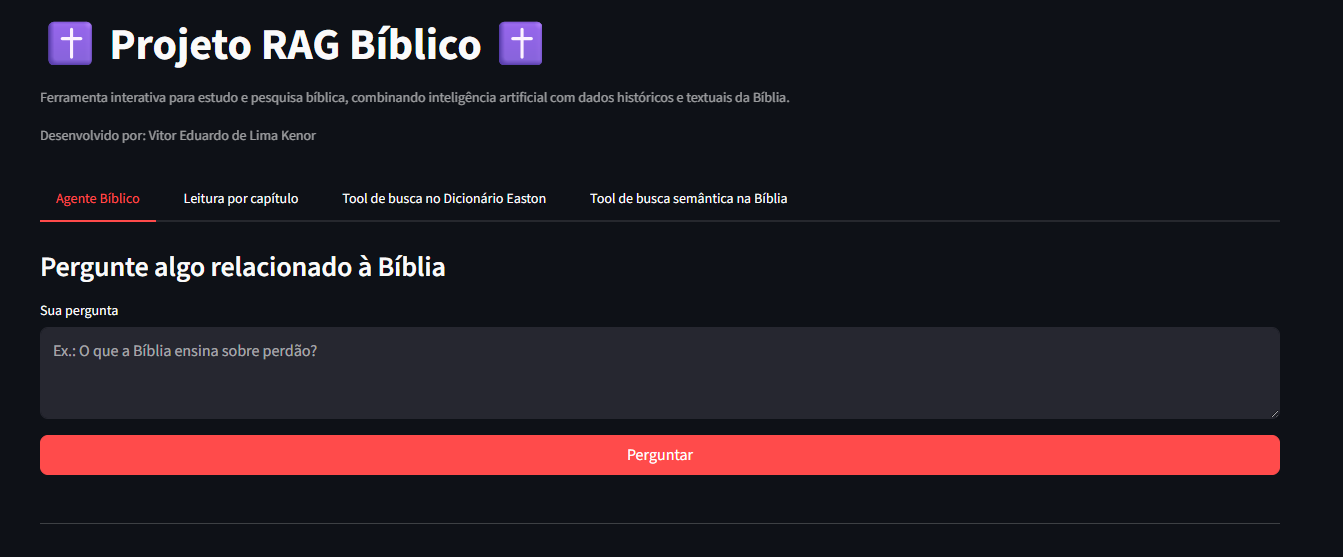 ✝️ Projeto RAG Bíblico ✝️
Ferramenta interativa para estudo e pesquisa bíblica, combinando inteligência artificial com dados históricos e textuais da Bíblia.
Desenvolvido por: Vitor Eduardo de Lima Kenor
Agente Bíblico Leitura por capítulo Tool de busca no Dicionário Easton Tool de busca semântica na Bíblia
Pergunte algo relacionado à Bíblia
Sua pergunta
Ex.: O que a Bíblia ensina sobre perdão?
Perguntar